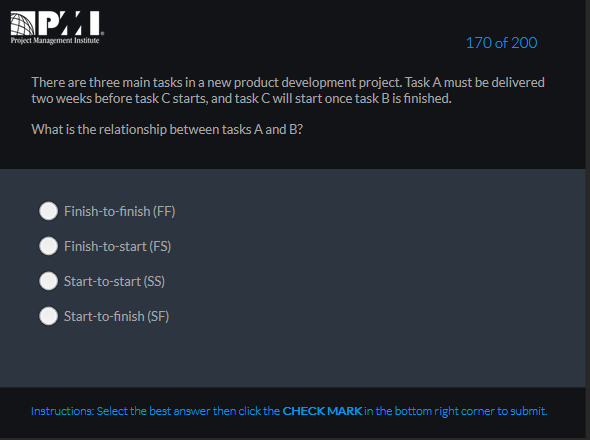 PMI
Project Management Institute
170 of 200
There are three main tasks in a new product development project. Task A must be delivered
two weeks before task C starts, and task C will start once task B is finished.
What is the relationship between tasks A and B?
Finish-to-finish (FF)
Finish-to-start (FS)
Start-to-start (SS)
Start-to-finish (SF)
Instructions: Select the best answer then click the CHECK MARK in the bottom right corner to submit.